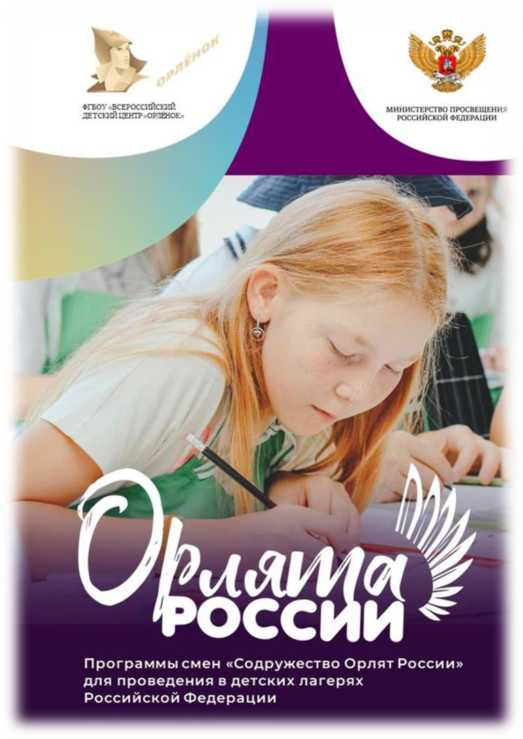 ОРЛЁНОК
ФГБОУ «ВСЕРОССИЙСКИЙ
ДЕТСКИЙ ЦЕНТР «ОРЛЁНОК»
МИНИСТЕРСТВО ПРОСВЕЩЕНИЯ
РОССИЙСКОЙ ФЕДЕРАЦИИ
Орлята
РОССИИ
Программы смен «Содружество Орлят России»
для проведения в детских лагерях
Российской Федерации